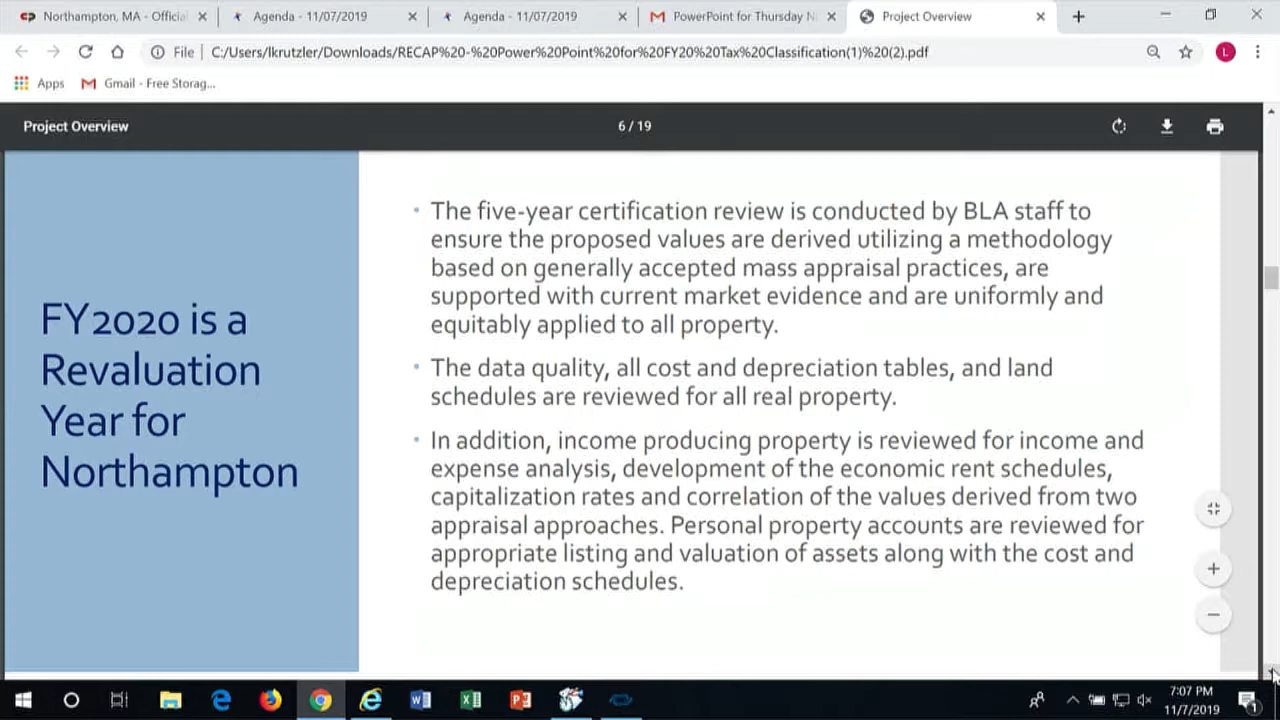 Northampton, MA - Official
Agenda - 11/07/2019
Agenda - 11/07/2019
PowerPoint for Thursday N
Project Overview
File
C:/Users/lkrutzler/Downloads/RECAP%20-%20Power%20Point%20for%20FY20%20Tax%20Classification(1)%20(2).pdf
L
Apps
Gmail - Free Storag...
Project Overview
6 / 19
FY2020 is a
Revaluation
Year for
Northampton
• The five-year certification review is conducted by BLA staff to
ensure the proposed values are derived utilizing a methodology
based on generally accepted mass appraisal practices, are
supported with current market evidence and are uniformly and
equitably applied to all property.
• The data quality, all cost and depreciation tables, and land
schedules are reviewed for all real property.
• In addition, income producing property is reviewed for income and
expense analysis, development of the economic rent schedules,
capitalization rates and correlation of the values derived from two
appraisal approaches. Personal property accounts are reviewed for
appropriate listing and valuation of assets along with the cost and
depreciation schedules.
7:07 PM
11/7/2019
1